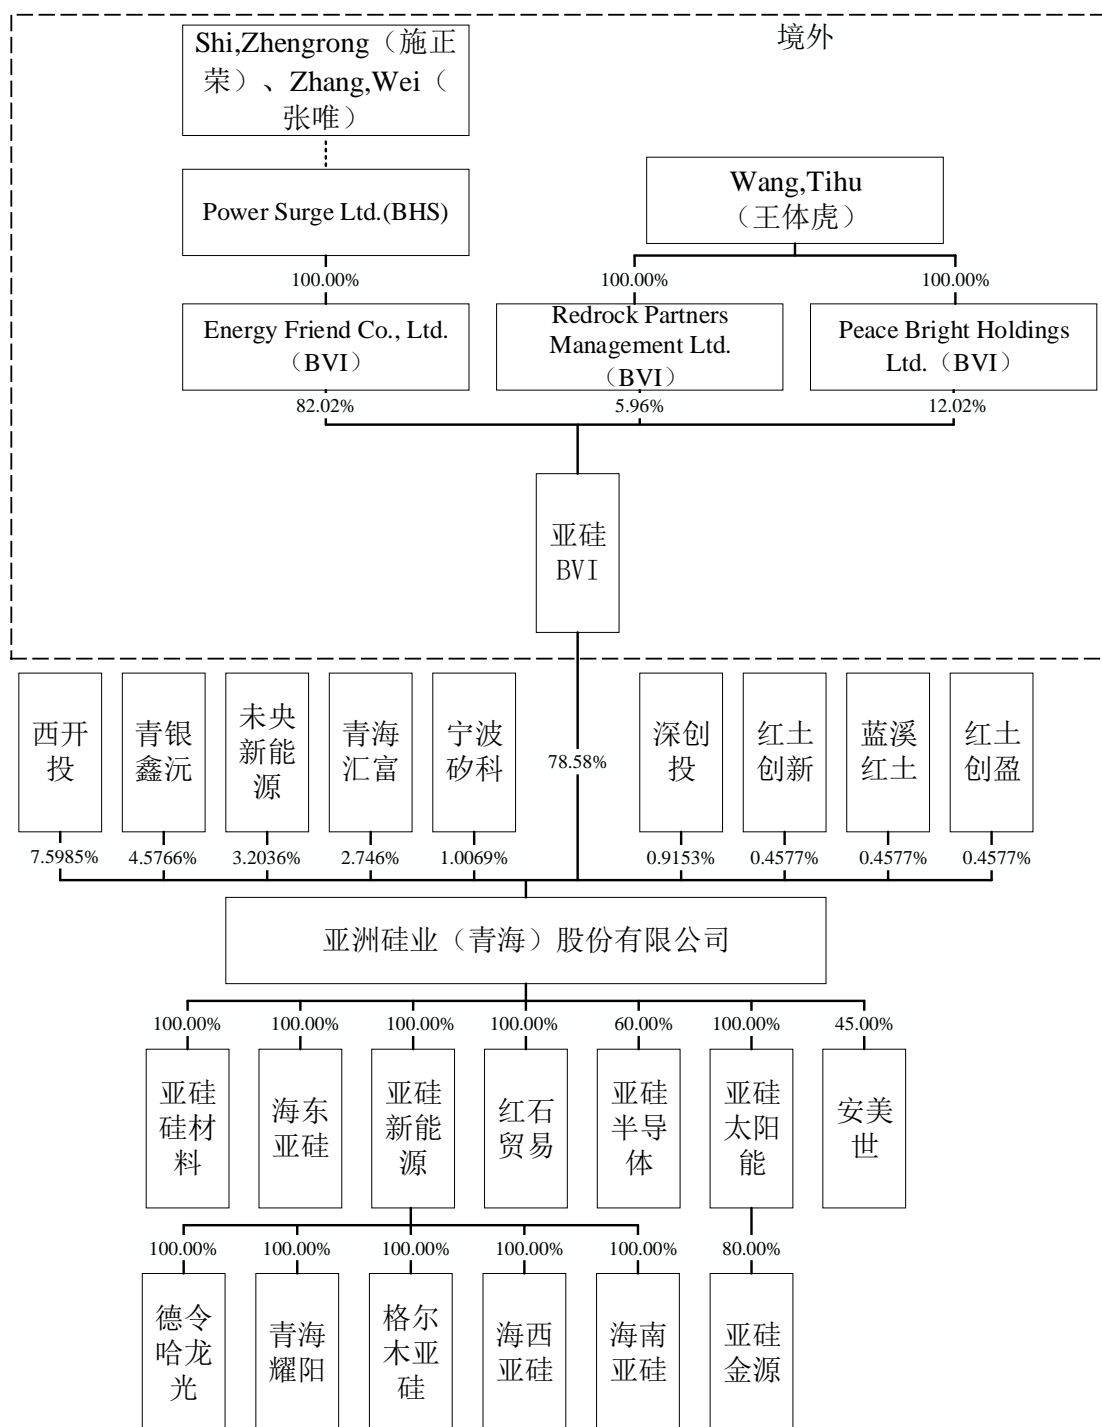 境外
Shi,Zhengrong（施正
荣）、Zhang,Wei（
张唯）
Power Surge Ltd.(BHS)
Wang,Tihu
（王体虎）
100.00%
100.00%
100.00%
Energy Friend Co., Ltd.
（BVI）
Redrock Partners
Management Ltd.
（BVI）
Peace Bright Holdings
Ltd.（BVI）
82.02%
5.96%
12.02%
亚硅
BVI
西开
投
青银
鑫沅
未央
新能
源
青海
汇富
宁波
矽科
78.58%
深创
投
红土
创新
蓝溪
红土
红土
创盈
7.5985%
4.5766%
3.2036%
2.746%
1.0069%
0.9153%
0.4577%
0.4577%
0.4577%
亚洲硅业（青海）股份有限公司
100.00%
100.00%
100.00%
100.00%
60.00%
100.00%
45.00%
亚硅
硅材
料
海东
亚硅
亚硅
新能
源
红石
贸易
亚硅
半导
体
亚硅
太阳
能
安美
世
100.00%
100.00%
100.00%
100.00%
100.00%
80.00%
德令
哈龙
光
青海
耀阳
格尔
木亚
硅
海西
亚硅
海南
亚硅
亚硅
金源